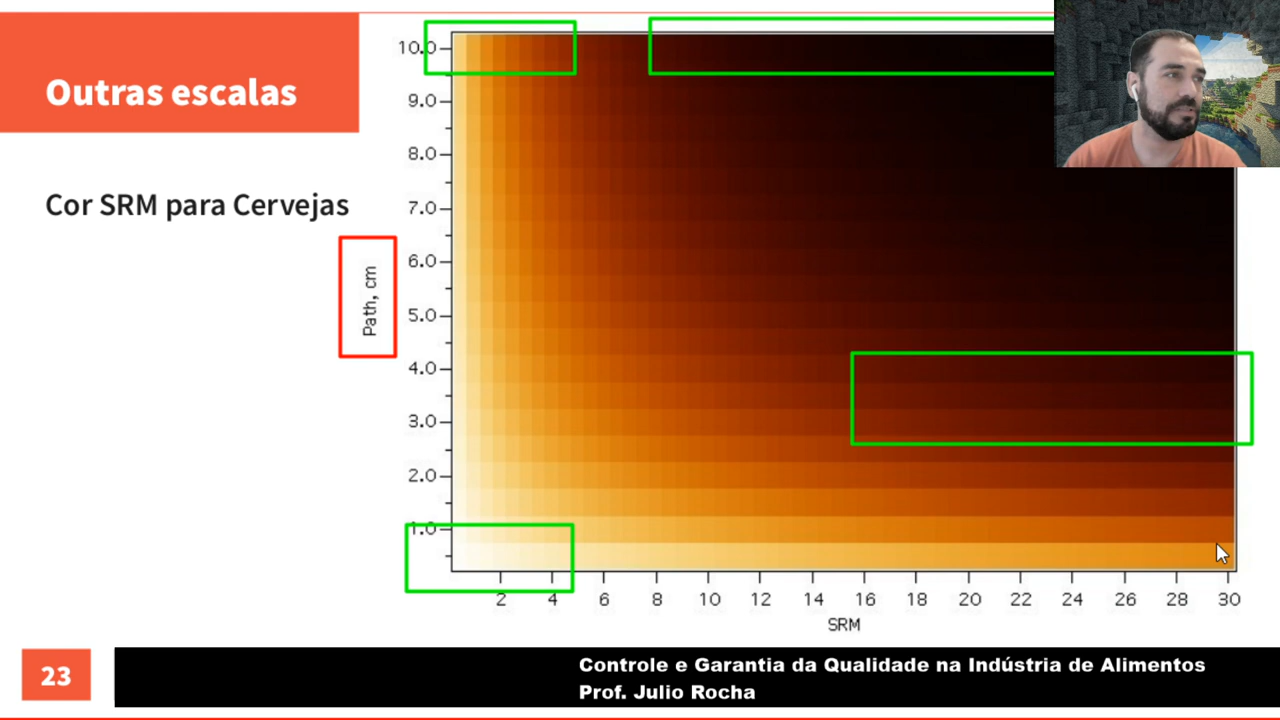 Outras escalas
Cor SRM para Cervejas
Path, cm
10.0
9.0
8.0
7.0
6.0
5.0
4.0
3.0
2.0
1.0
2 4 6 8 10 12 14 16 18 20 22 24 26 28 30
SRM
23
Controle e Garantia da Qualidade na Indústria de Alimentos
Prof. Julio Rocha